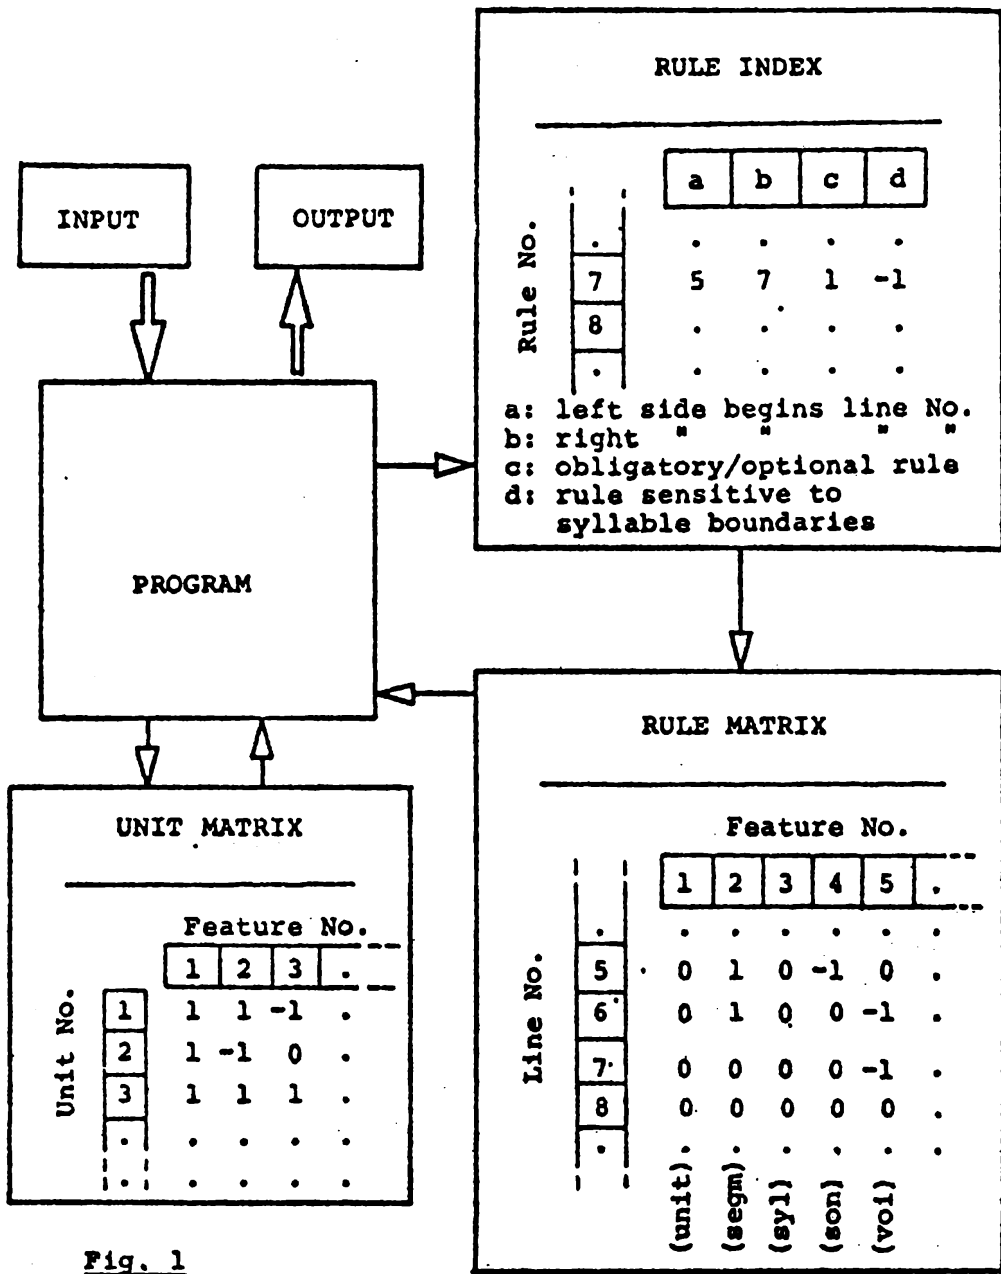 RULE INDEX
a b c d
Rule No.
. . . . .
7 5 7 1 -1
8 . . . .
. . . . .
a: left side begins line No.
b: right " " " "
c: obligatory/optional rule
d: rule sensitive to
syllable boundaries
INPUT
OUTPUT
PROGRAM
UNIT MATRIX
Feature No.
1 2 3 .
Unit No.
1 1 1 -1 .
2 1 -1 0 .
3 1 1 1 .
. . . . .
. . . . .
RULE MATRIX
Feature No.
1 2 3 4 5 .
Line No.
. . . . . . .
5 0 1 0 -1 0 .
6 0 1 0 0 -1 .
7 0 0 0 0 -1 .
8 0 0 0 0 0 .
. . . . . . .
(unit)
(segm)
(syl)
(son)
(voi)
Fig. 1